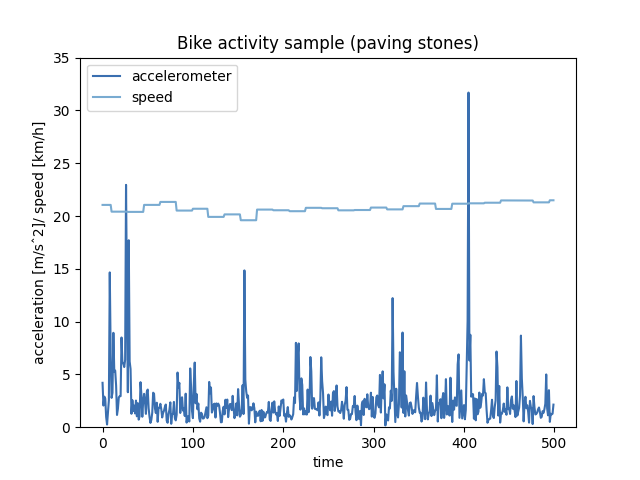 Bike activity sample (paving stones)
accelerometer
speed
35
30
25
20
15
10
5
0
acceleration [m/s^2]/ speed [km/h]
0 100 200 300 400 500
time